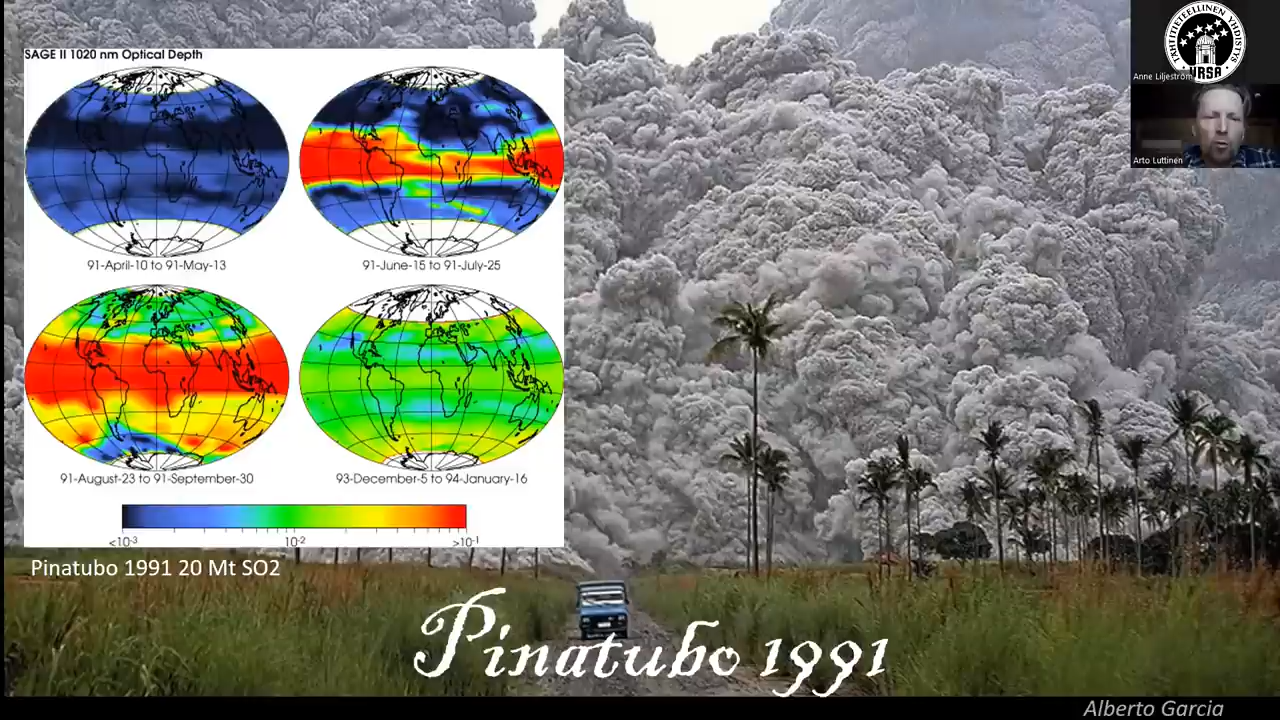 SAGE II 1020 nm Optical Depth
91-April-10 to 91-May-13
91-June-15 to 91-July-25
91-August-23 to 91-September-30
93-December-5 to 94-January-16
<10-3
10-2
>10-1
Pinatubo 1991 20 Mt SO2
Pinatubo 1991
Alberto Garcia
TÄHTITIETEELLINEN YHDISTYS
URSA
Anne Liljeström
Arto Luttinen